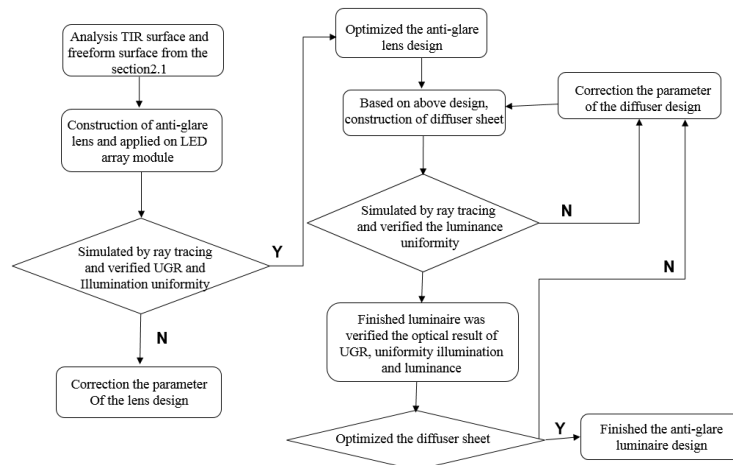 Analysis TIR surface and
freeform surface from the
section2.1
Construction of anti-glare
lens and applied on LED
array module
Simulated by ray tracing
and verified UGR and
Illumination uniformity
Y
N
Correction the parameter
Of the lens design
Optimized the anti-glare
lens design
Based on above design,
construction of diffuser sheet
Correction the parameter
of the diffuser design
Simulated by ray tracing
and verified the luminance
uniformity
N
N
Finished luminaire was
verified the optical result of
UGR, uniformity illumination
and luminance
Optimized the diffuser sheet
Y
Finished the anti-glare
luminaire design